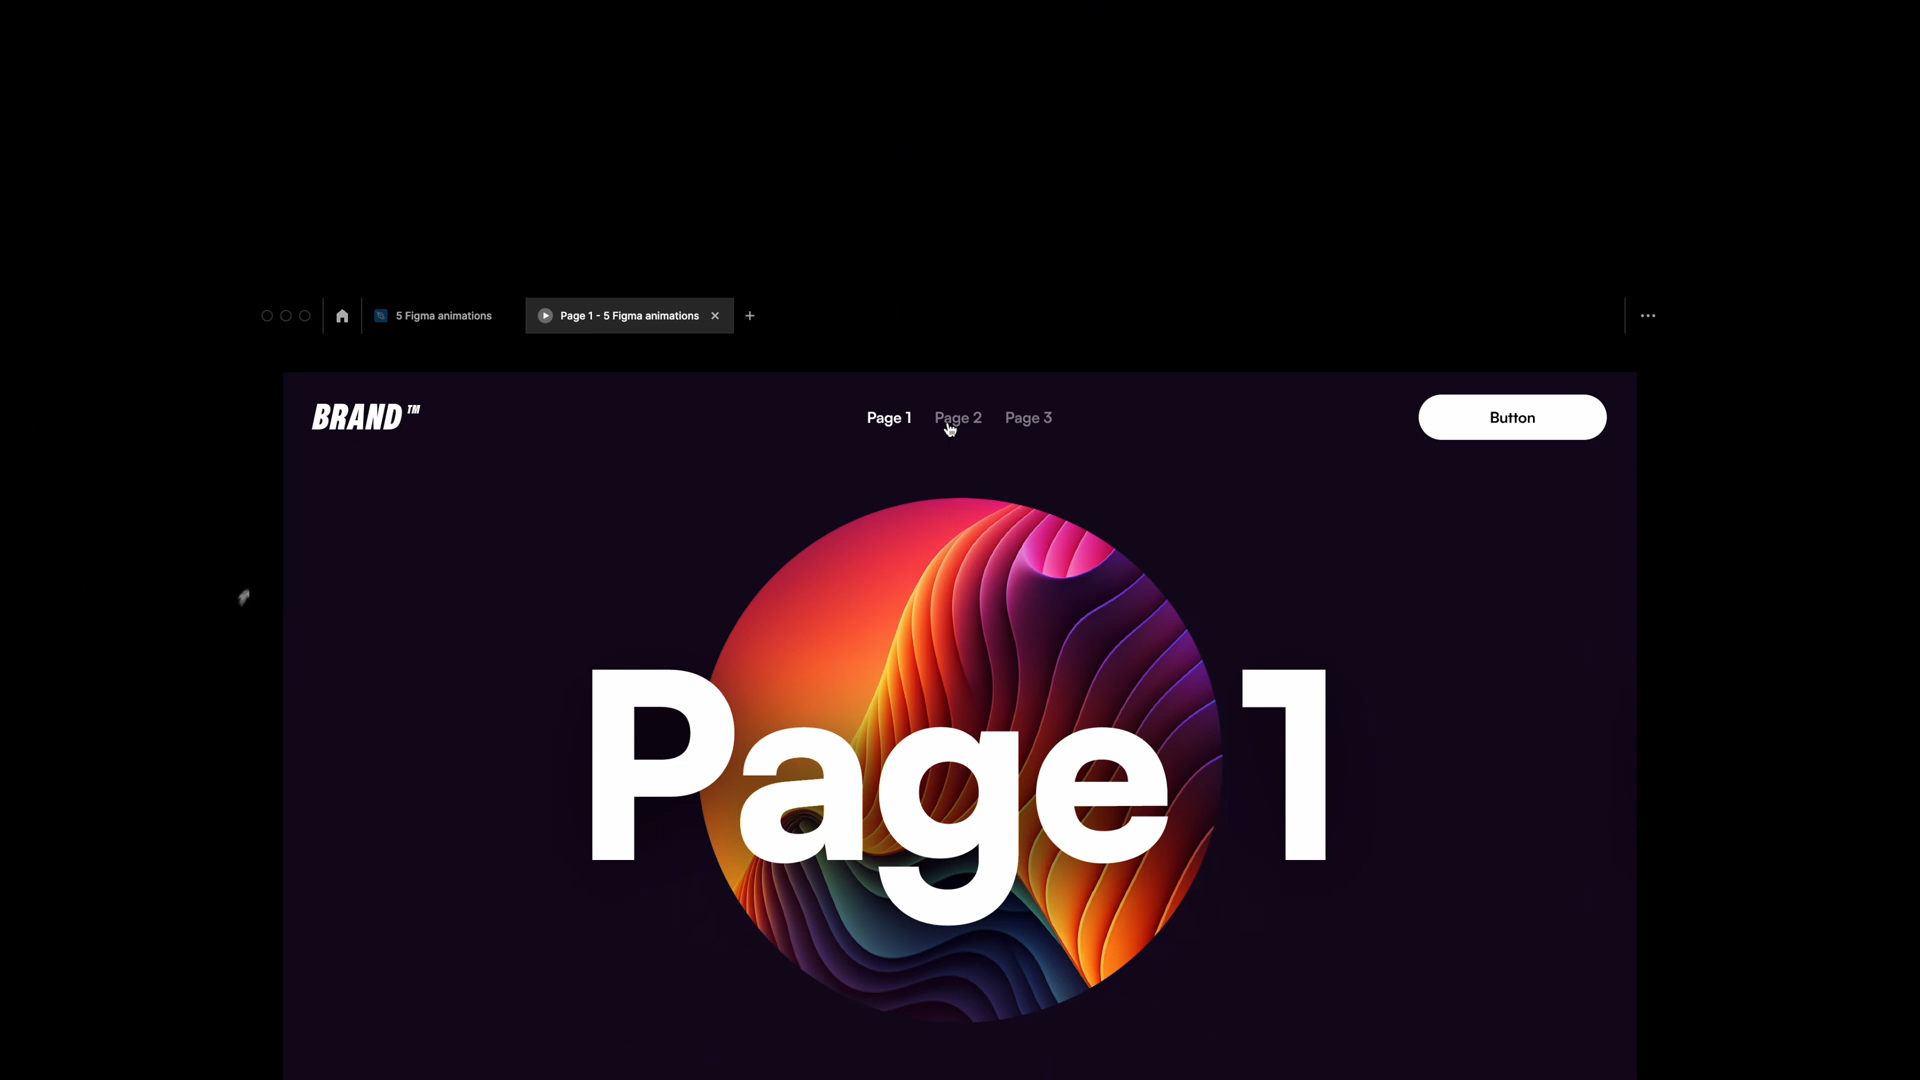 5 Figma animations
Page 1 - 5 Figma animations
BRAND™
Page 1 Page 2 Page 3
Button
Page 1